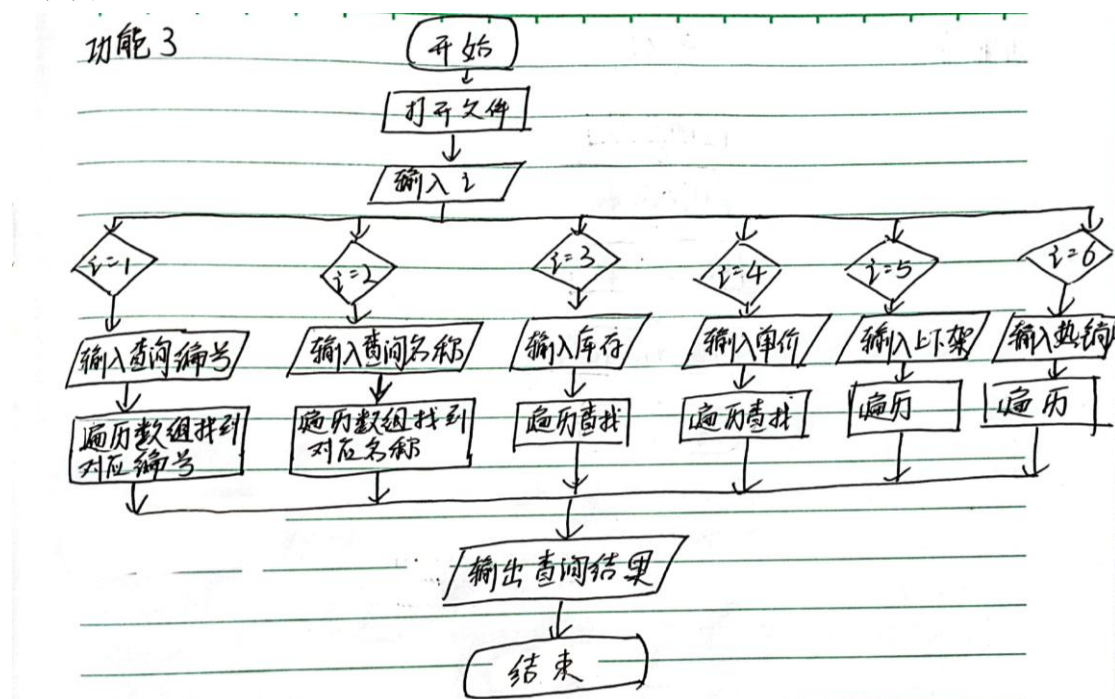 功能3
开始
打开文件
输入i
i=1
i=2
i=3
i=4
i=5
i=6
输入查询编号
输入查询名称
输入库存
输入单价
输入上下架
输入热销
遍历数组找到
对应编号
遍历数组找到
对应名称
遍历查找
遍历查找
遍历
遍历
输出查询结果
结束